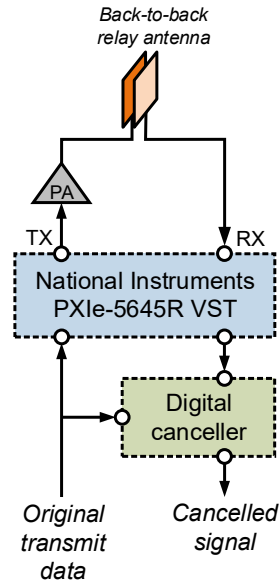 Back-to-back
relay antenna
PA
TX
RX
National Instruments
PXIe-5645R VST
Digital
canceller
Original
transmit
data
Cancelled
signal